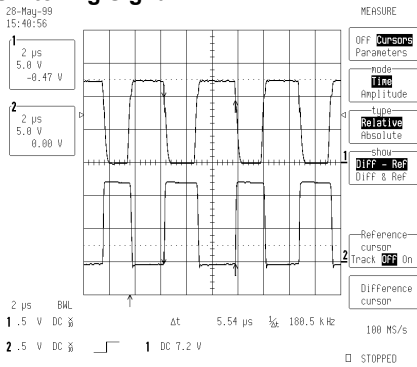 28-May-99
15:40:56
MEASURE
1
2 µs
5.0 V
-0.47 V
2
2 µs
5.0 V
0.00 V
OFF Cursors
Parameters
mode
Time
Amplitude
type
Relative
Absolute
show
Diff - Ref
Diff & Ref
1
2
Reference
cursor
Track Off On
Difference
cursor
2 µs BWL
1 .5 V DC
2 .5 V DC
Δt 5.54 µs 1/Δt 180.5 kHz
1 DC 7.2 V
100 MS/s
STOPPED